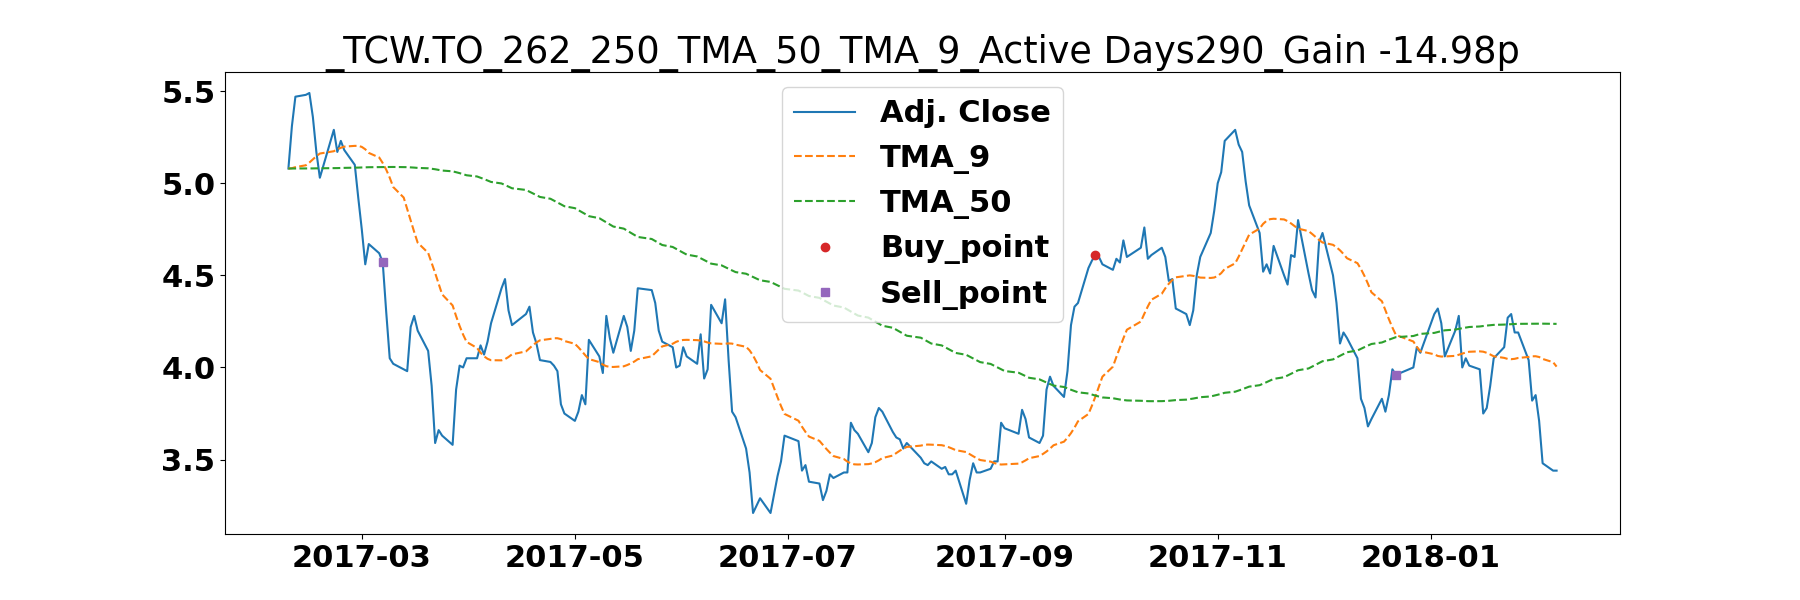 _TCW.TO_262_250_TMA_50_TMA_9_Active Days290_Gain -14.98p
5.5
5.0
4.5
4.0
3.5
Adj. Close
TMA_9
TMA_50
Buy_point
Sell_point
2017-03 2017-05 2017-07 2017-09 2017-11 2018-01